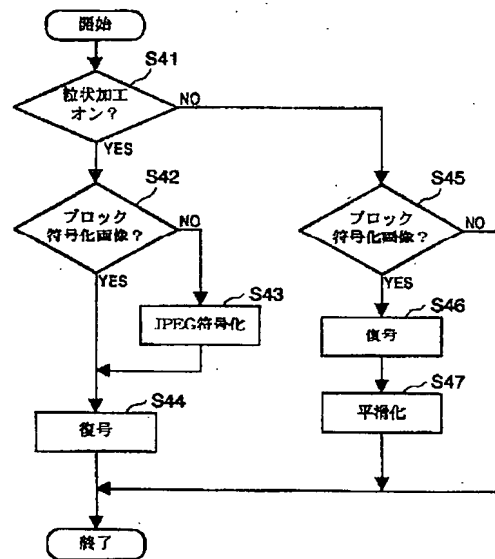 開始
S41
粒状加工
オン？
NO
YES
S42
ブロック
符号化画像？
NO
YES
S43
JPEG符号化
S44
復号
S45
ブロック
符号化画像？
NO
YES
S46
復号
S47
平滑化
終了